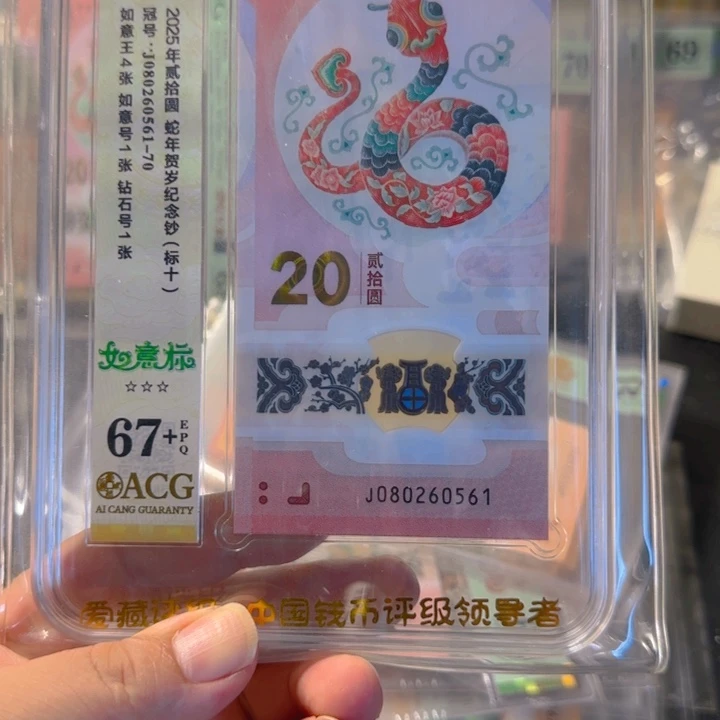 2025年贰拾圆 蛇年贺岁纪念钞(标十)
冠号:J080260561-70
如意王4张 如意号1张 钻石号1张
如意标
☆☆☆
67+ EPQ
ACG
AI CANG GUARANTY
20 贰拾圆
J080260561
爱藏评级 中国钱币评级领导者
70
69